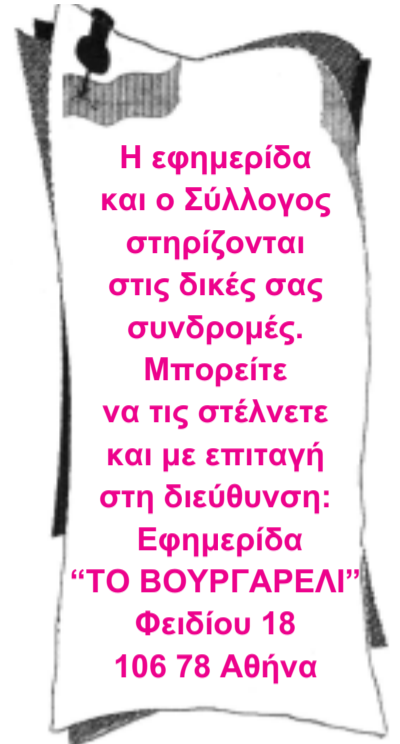 Η εφημερίδα
και ο Σύλλογος
στηρίζονται
στις δικές σας
συνδρομές.
Μπορείτε
να τις στέλνετε
και με επιταγή
στη διεύθυνση:
Εφημερίδα
“ΤΟ ΒΟΥΡΓΑΡΕΛΙ”
Φειδίου 18
106 78 Αθήνα